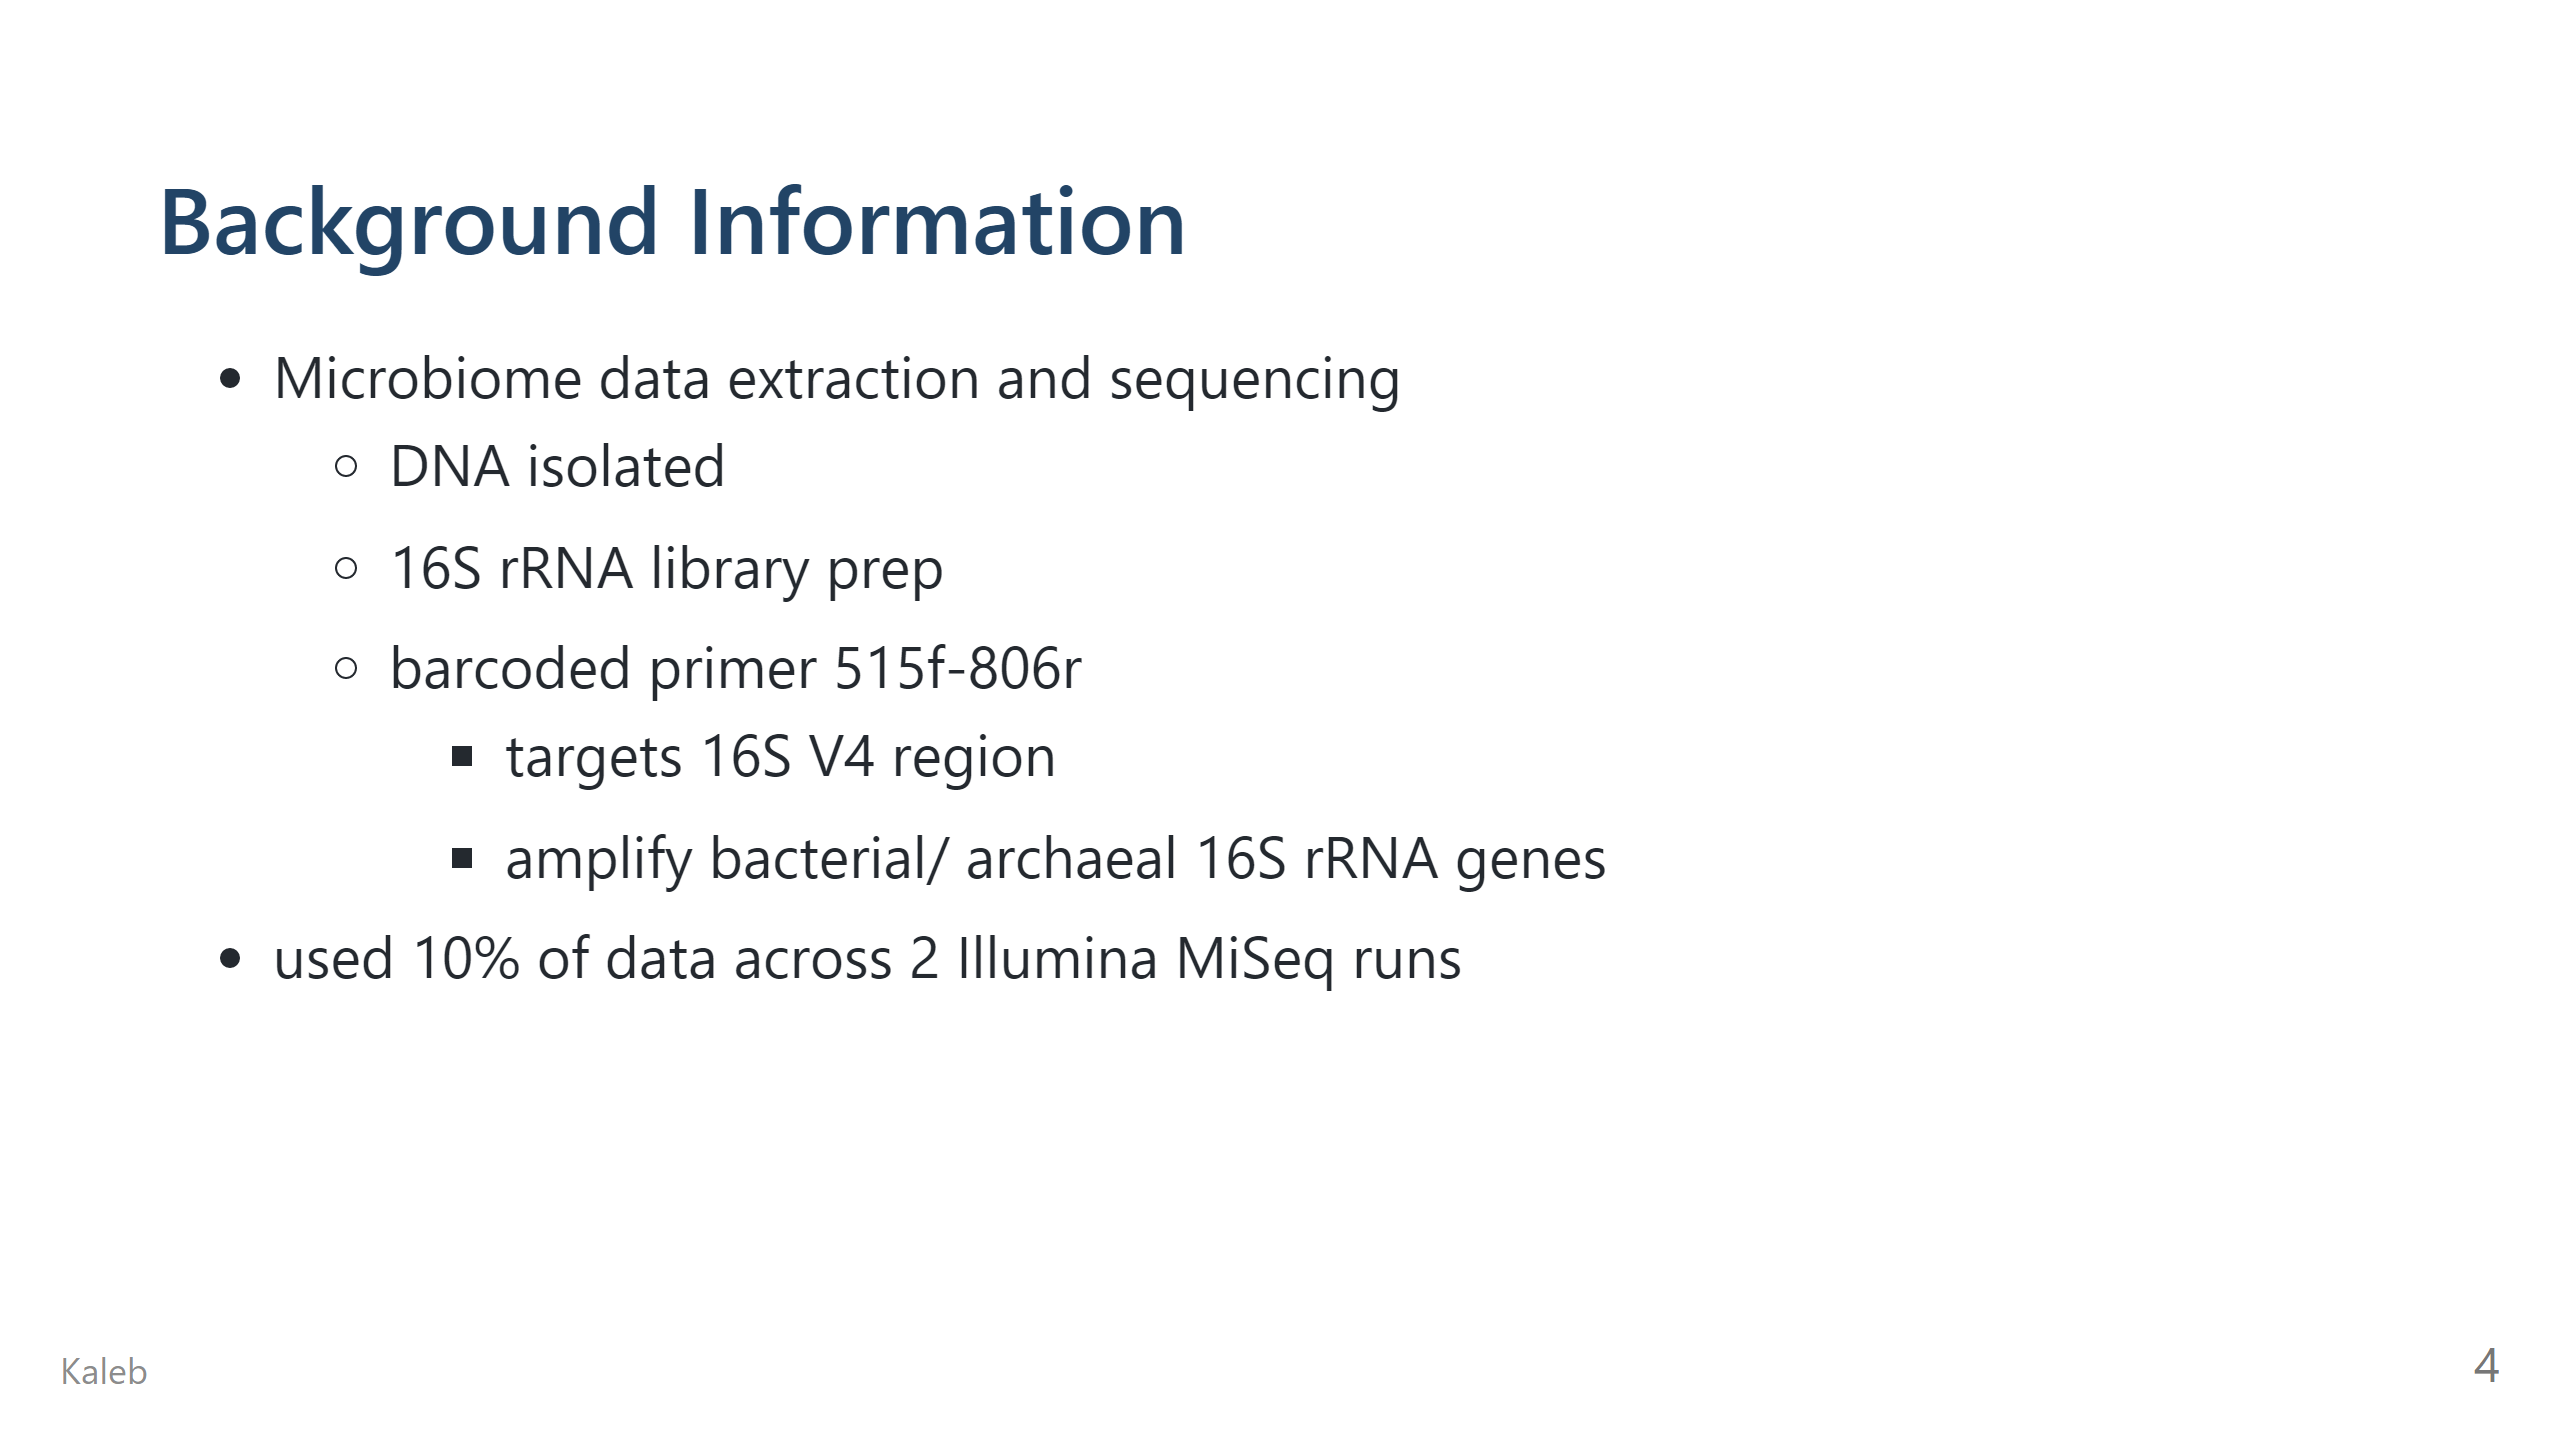 Background Information
Microbiome data extraction and sequencing
DNA isolated
16S rRNA library prep
barcoded primer 515f-806r
targets 16S V4 region
amplify bacterial/ archaeal 16S rRNA genes
used 10% of data across 2 Illumina MiSeq runs
Kaleb
4